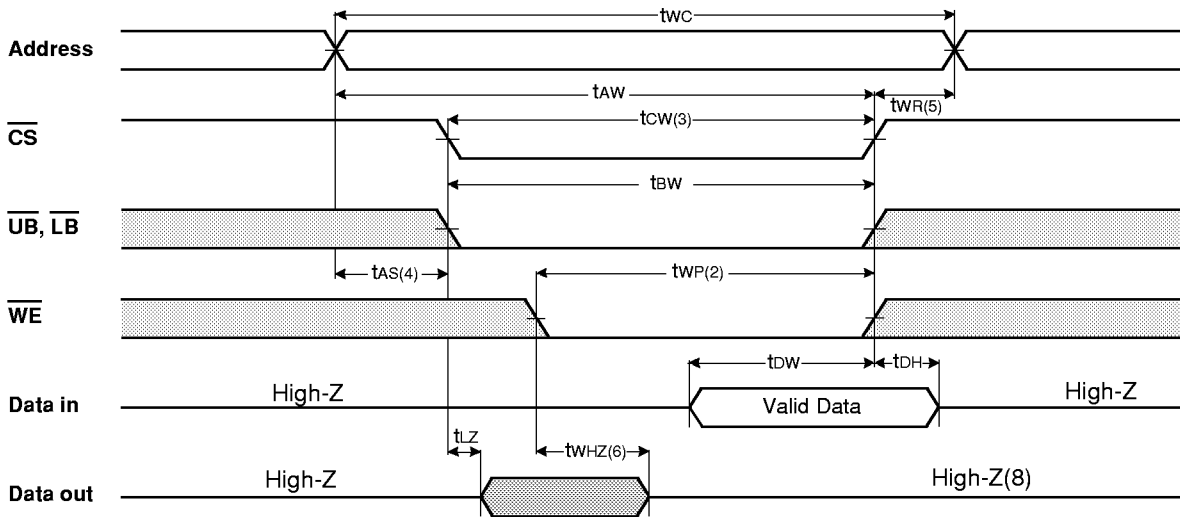 tWC
Address
tAW
tWR(5)
CS
tCW(3)
tBW
UB, LB
tAS(4)
tWP(2)
WE
tDW
tDH
Data in
High-Z
Valid Data
High-Z
tLZ
tWHZ(6)
Data out
High-Z
High-Z(8)